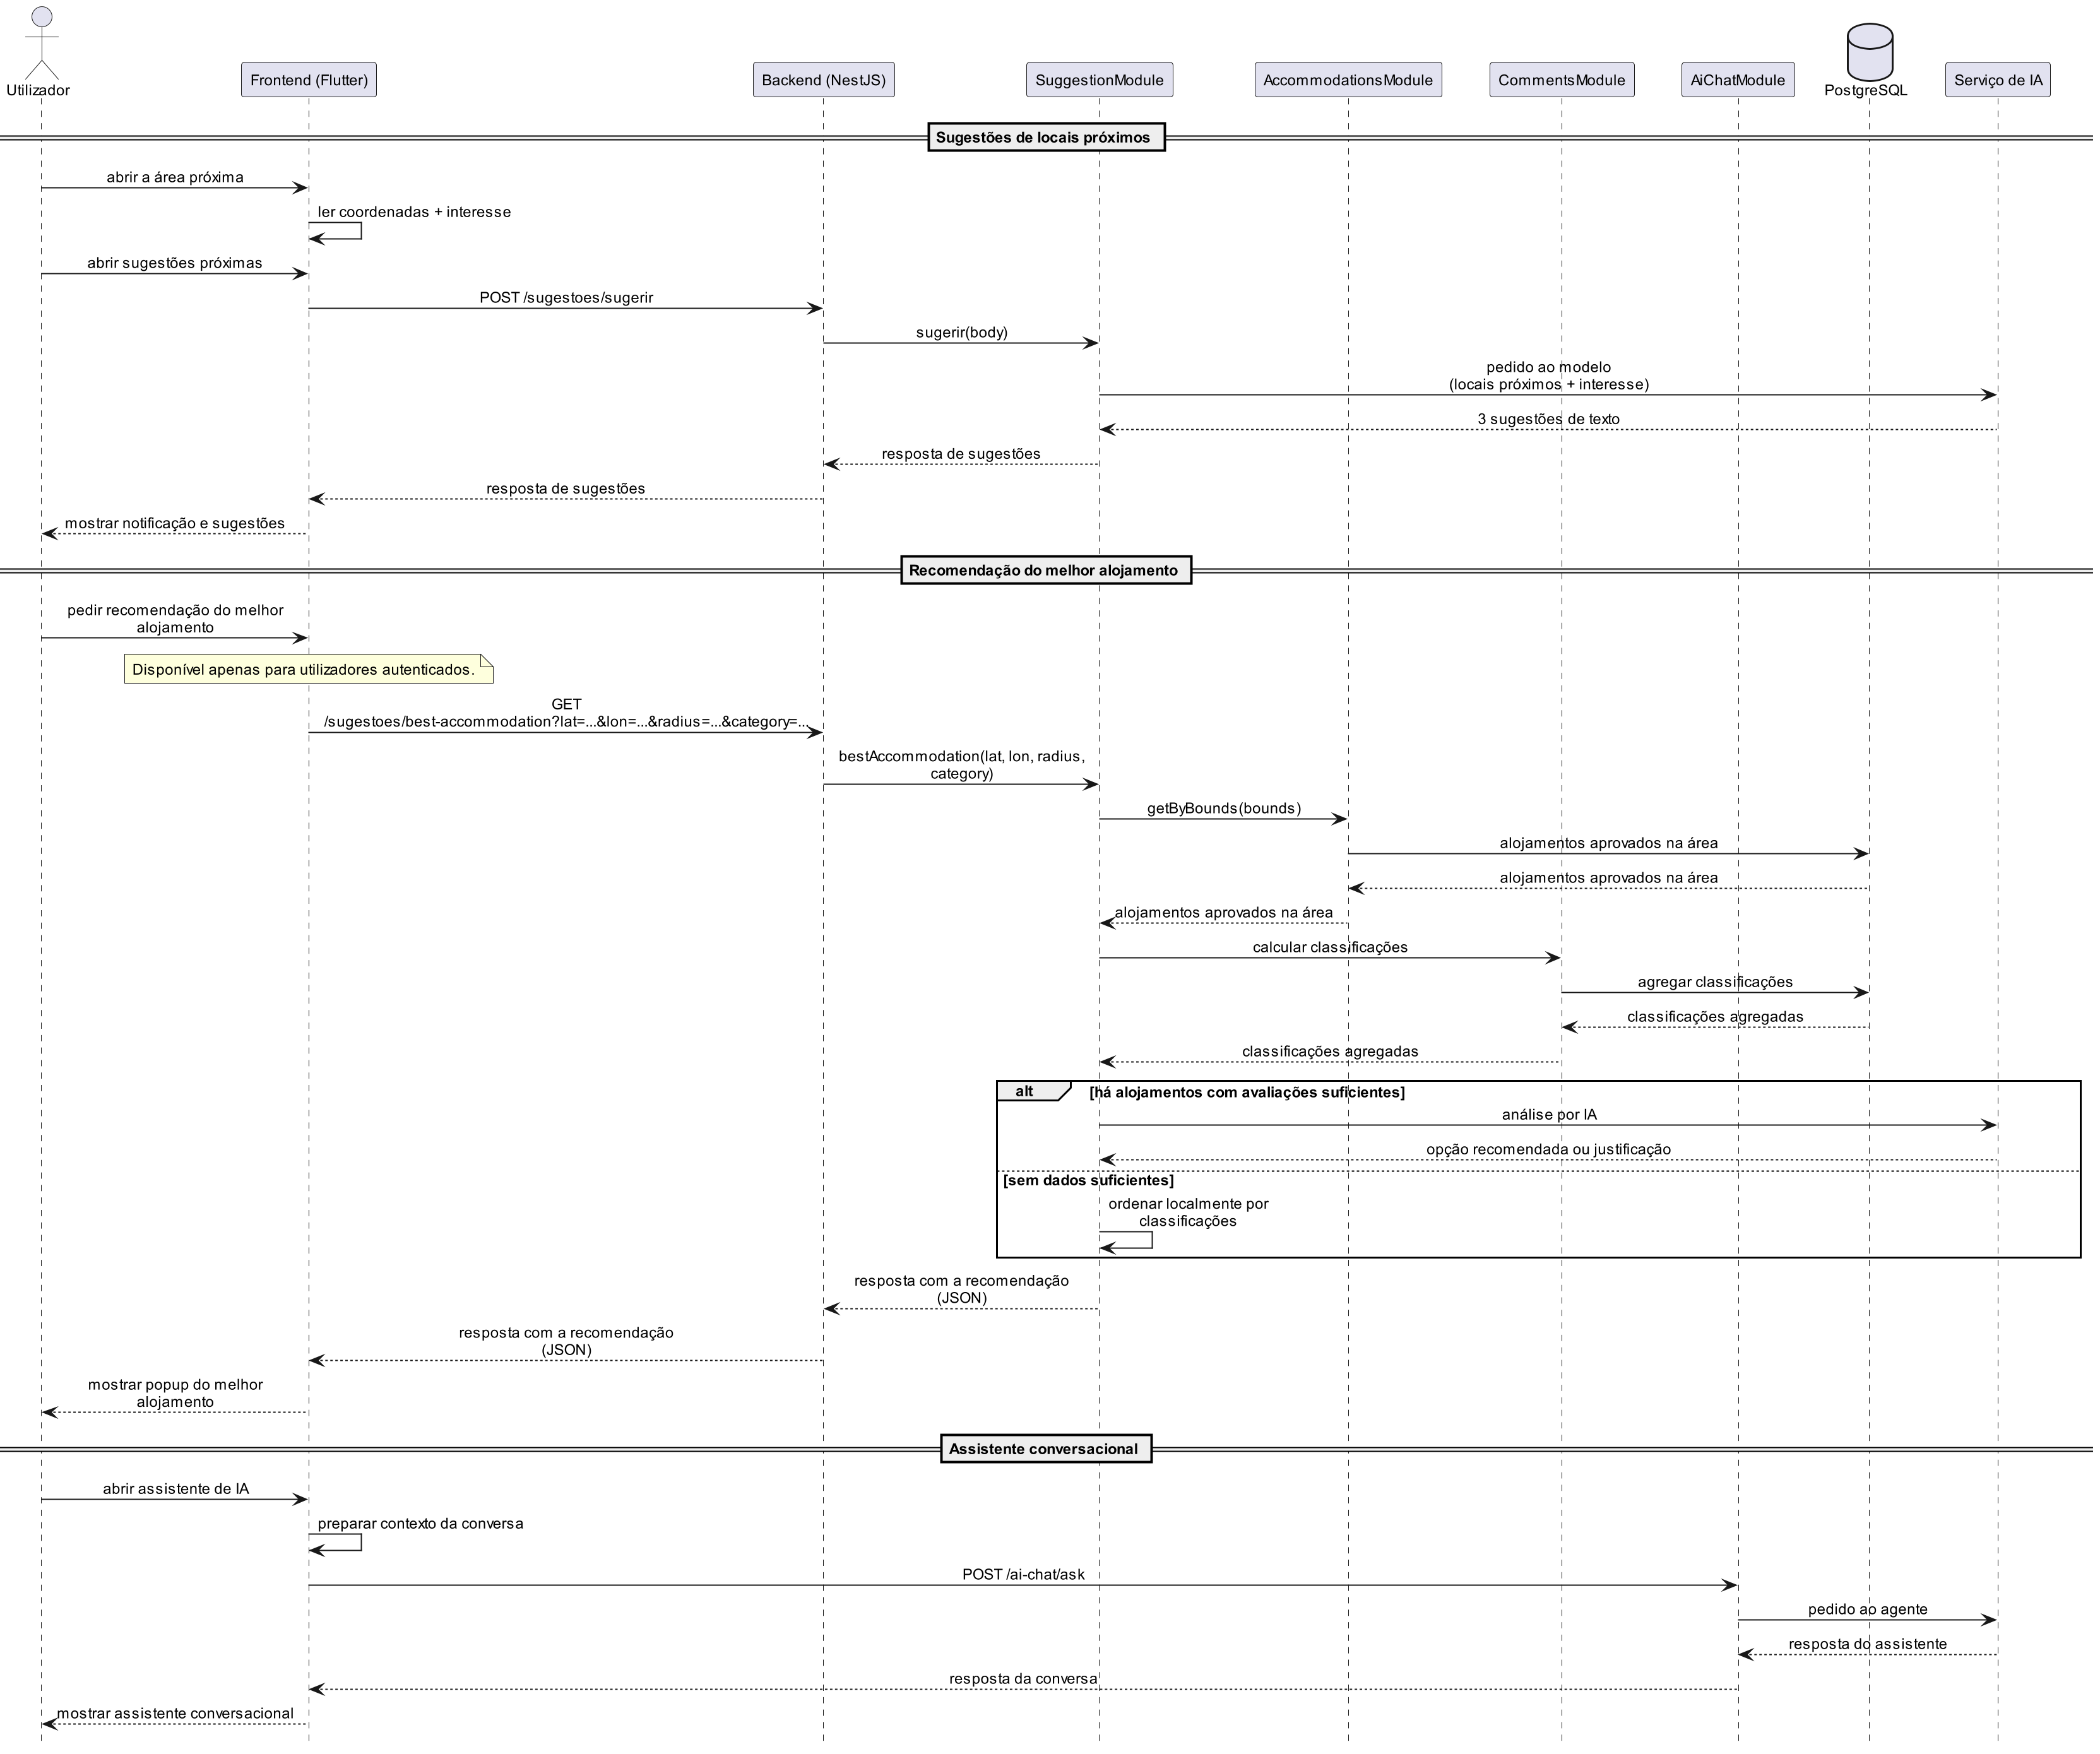 Utilizador
Frontend (Flutter)
Backend (NestJS)
SuggestionModule
AccommodationsModule
CommentsModule
AiChatModule
PostgreSQL
Serviço de IA
Sugestões de locais próximos
abrir a área próxima
ler coordenadas + interesse
abrir sugestões próximas
POST /sugestoes/sugerir
sugerir(body)
pedido ao modelo
(locais próximos + interesse)
3 sugestões de texto
resposta de sugestões
resposta de sugestões
mostrar notificação e sugestões
Recomendação do melhor alojamento
pedir recomendação do melhor
alojamento
Disponível apenas para utilizadores autenticados.
GET
/sugestoes/best-accommodation?lat=...&lon=...&radius=...&category=...
bestAccommodation(lat, lon, radius,
category)
getByBounds(bounds)
alojamentos aprovados na área
alojamentos aprovados na área
alojamentos aprovados na área
calcular classificações
agregar classificações
classificações agregadas
classificações agregadas
alt
[há alojamentos com avaliações suficientes]
análise por IA
opção recomendada ou justificação
[sem dados suficientes]
ordenar localmente por
classificações
resposta com a recomendação
(JSON)
resposta com a recomendação
(JSON)
mostrar popup do melhor
alojamento
Assistente conversacional
abrir assistente de IA
preparar contexto da conversa
POST /ai-chat/ask
pedido ao agente
resposta do assistente
resposta da conversa
mostrar assistente conversacional